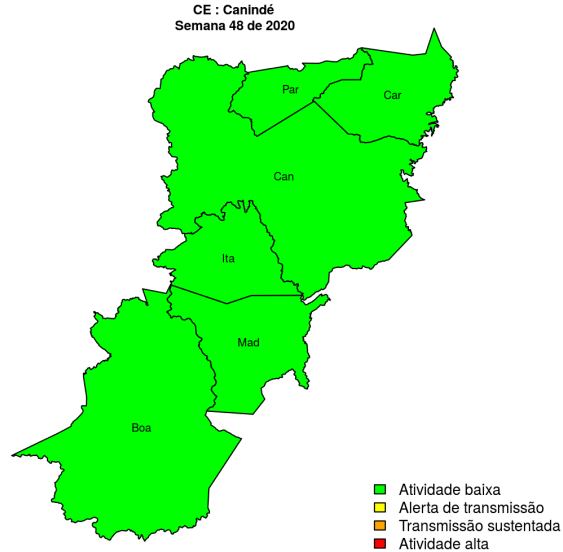 CE : Canindé
Semana 48 de 2020
Par
Car
Can
Ita
Mad
Boa
Atividade baixa
Alerta de transmissão
Transmissão sustentada
Atividade alta